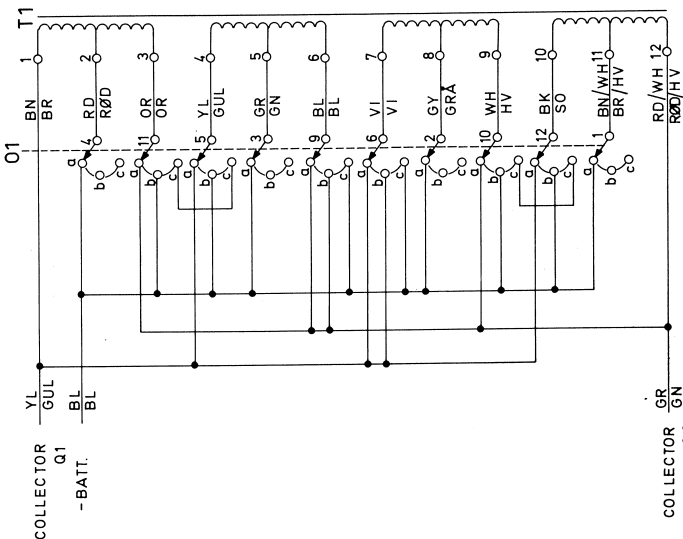 T1
1 2 3 4 5 6 7 8 9 10 11 12
BN
BR
RD
RØD
OR
OR
YL
GUL
GR
GN
BL
BL
VI
VI
GY
GRÅ
WH
HV
BK
SO
BN/WH
BR/HV
RD/WH
RØD/HV
O1
4 11 5 3 9 6 2 10 12 1
a b c
a b c
a b c
a b c
a b c
a b c
a b c
a b c
a b c
a b c
YL
GUL
BL
BL
GR
GN
COLLECTOR
Q1
- BATT.
COLLECTOR